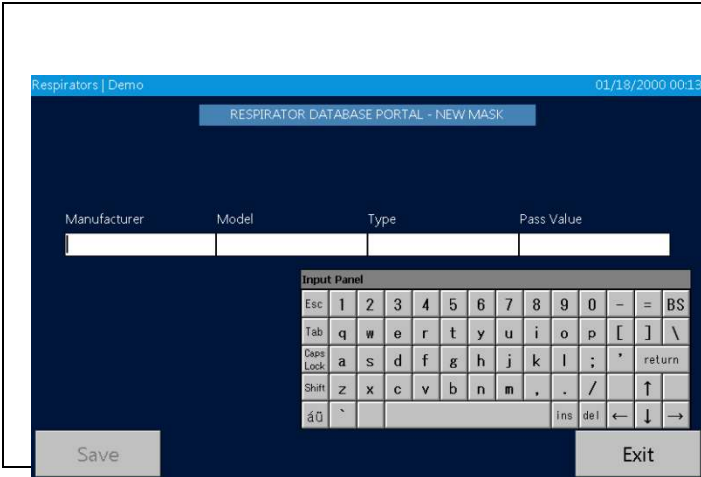 Respirators | Demo 01/18/2000 00:13
RESPIRATOR DATABASE PORTAL - NEW MASK
Manufacturer Model Type Pass Value
Input Panel
Esc 1 2 3 4 5 6 7 8 9 0 - = BS
Tab q w e r t y u i o p [ ] \
Caps Lock a s d f g h j k l ; ' return
Shift z x c v b n m , . / ↑
áü ` ins del ← ↓ →
Save Exit